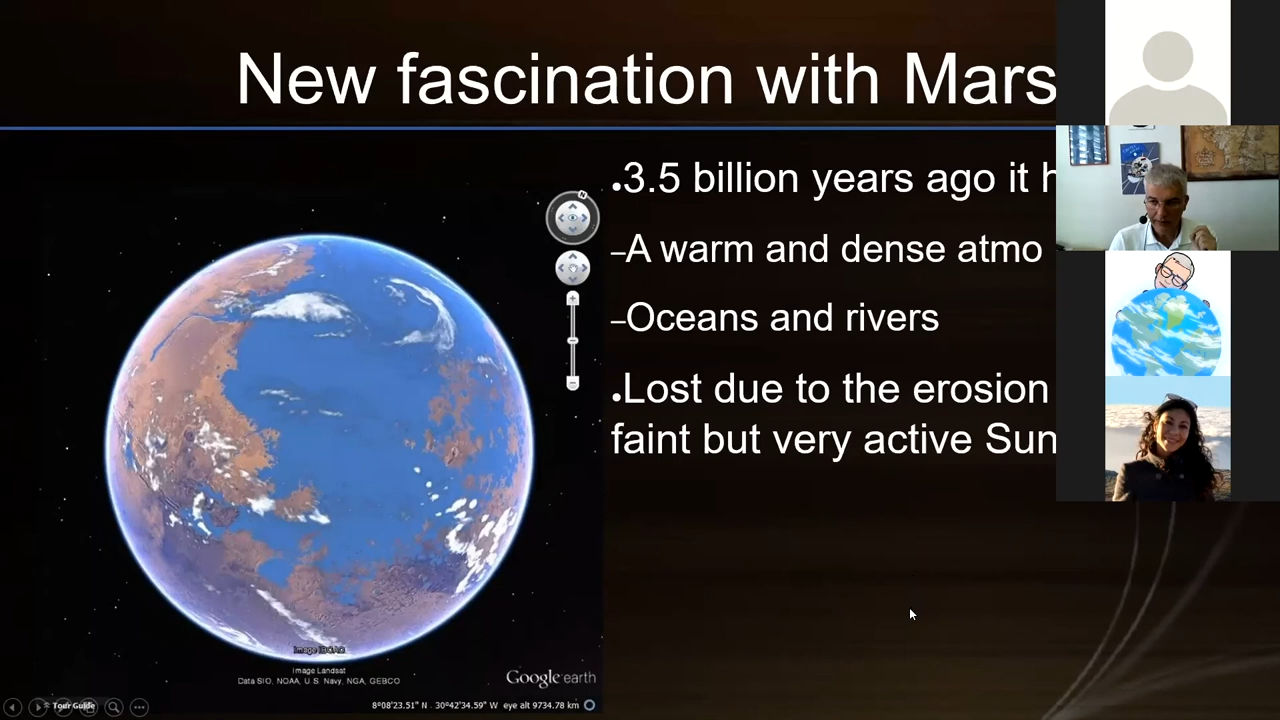 New fascination with Mars
•3.5 billion years ago it h
–A warm and dense atmo
–Oceans and rivers
•Lost due to the erosion
faint but very active Sun
N
Image Landsat
Data SIO, NOAA, U.S. Navy, NGA, GEBCO
Google earth
Tour Guide
8°08'23.51" N 30°42'34.59" W eye alt 9734.78 km